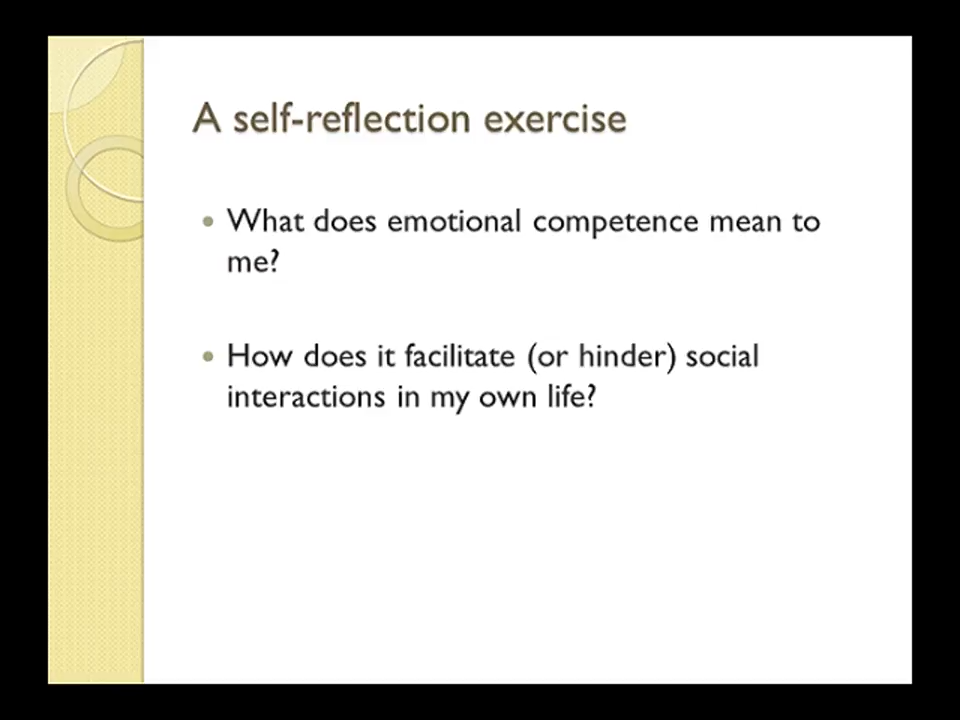 A self-reflection exercise
What does emotional competence mean to
me?
How does it facilitate (or hinder) social
interactions in my own life?